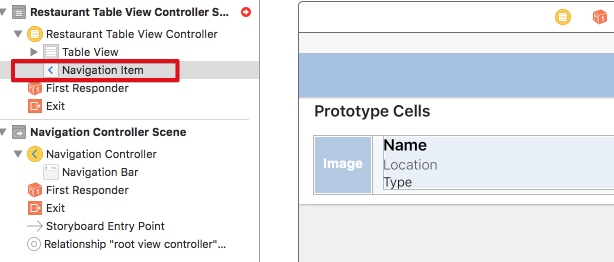 Restaurant Table View Controller S...
Restaurant Table View Controller
Table View
Navigation Item
First Responder
Exit
Navigation Controller Scene
Navigation Controller
Navigation Bar
First Responder
Exit
Storyboard Entry Point
Relationship "root view controller"...
Prototype Cells
Image
Name
Location
Type